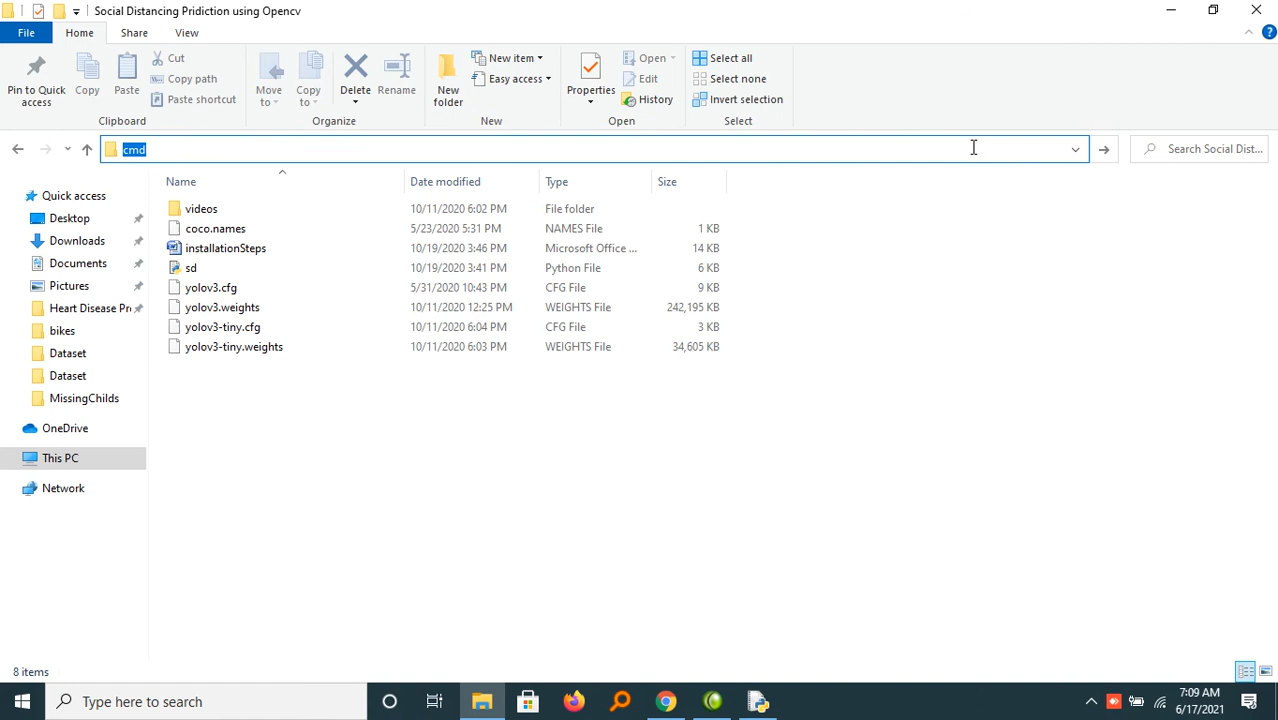 Social Distancing Pridiction using Opencv
File Home Share View
Pin to Quick access
Copy
Paste
Cut
Copy path
Paste shortcut
Clipboard
Move to
Copy to
Delete
Rename
Organize
New folder
New item
Easy access
New
Properties
Open
Edit
History
Open
Select all
Select none
Invert selection
Select
cmd
Search Social Dist...
Name Date modified Type Size
Quick access
Desktop
Downloads
Documents
Pictures
Heart Disease Pr
bikes
Dataset
Dataset
MissingChilds
OneDrive
This PC
Network
videos 10/11/2020 6:02 PM File folder
coco.names 5/23/2020 5:31 PM NAMES File 1 KB
installationSteps 10/19/2020 3:46 PM Microsoft Office ... 14 KB
sd 10/19/2020 3:41 PM Python File 6 KB
yolov3.cfg 5/31/2020 10:43 PM CFG File 9 KB
yolov3.weights 10/11/2020 12:25 PM WEIGHTS File 242,195 KB
yolov3-tiny.cfg 10/11/2020 6:04 PM CFG File 3 KB
yolov3-tiny.weights 10/11/2020 6:03 PM WEIGHTS File 34,605 KB
8 items
Type here to search
7:09 AM
6/17/2021